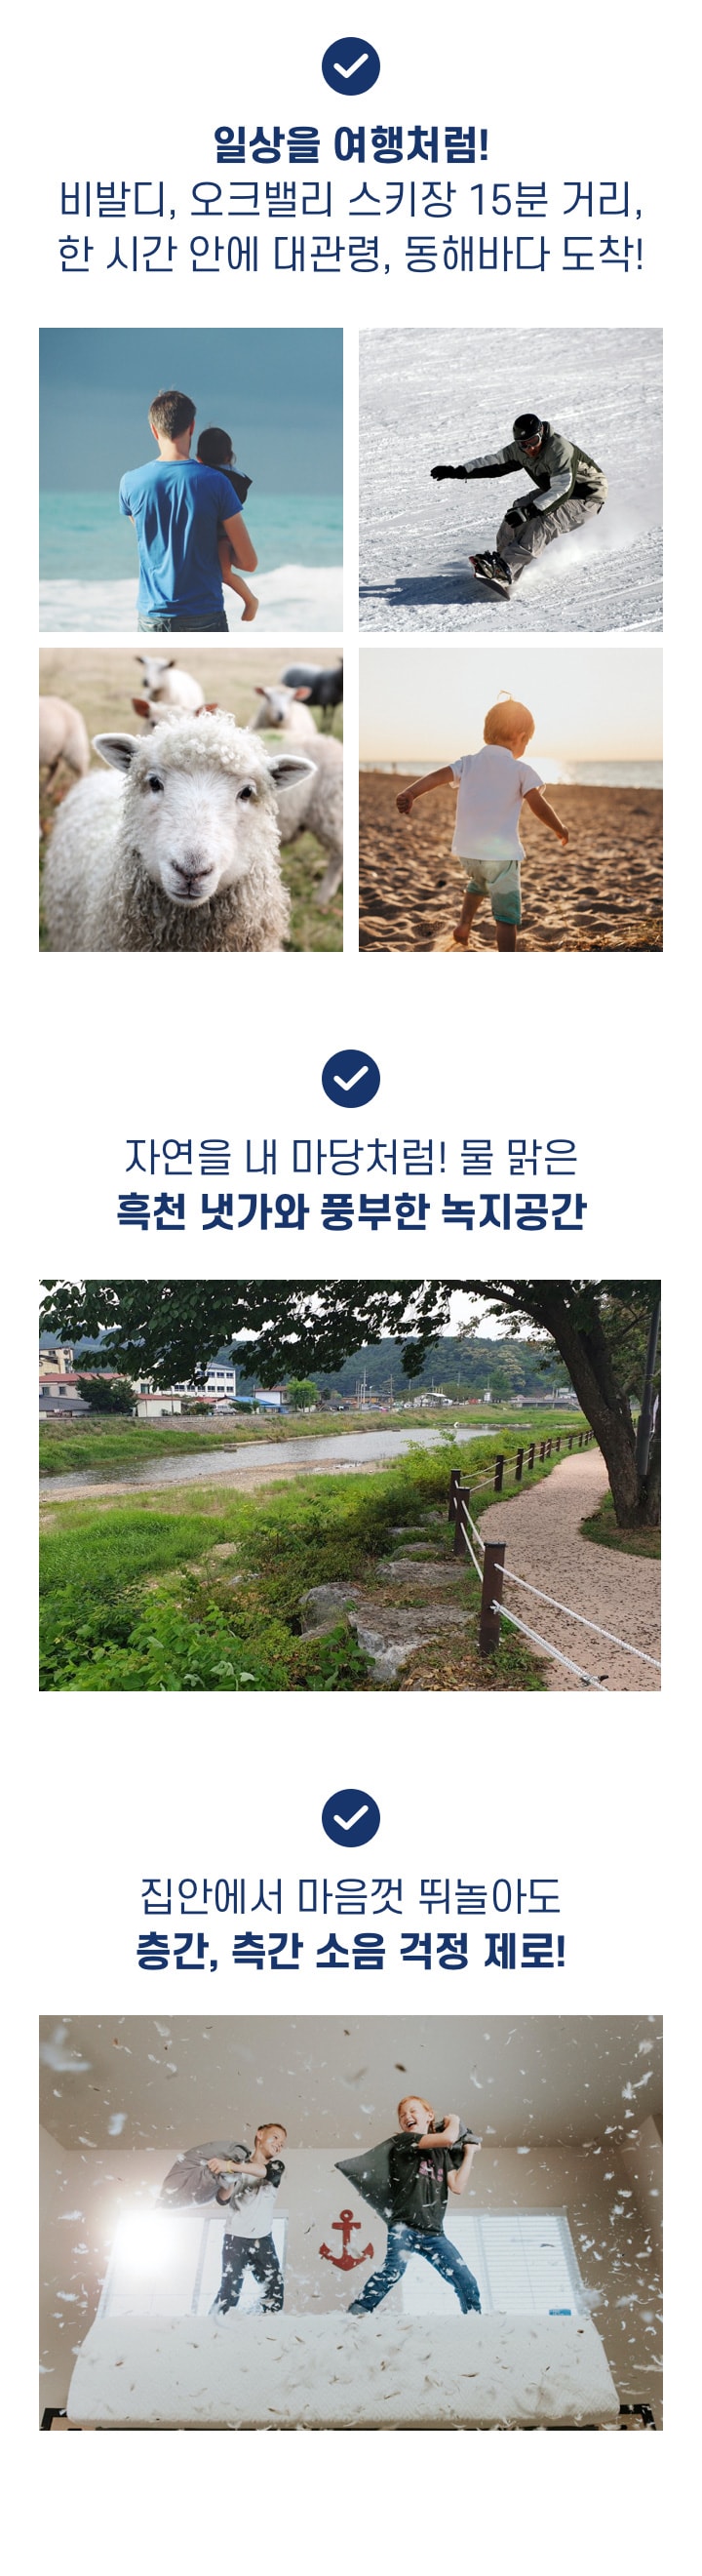 일상을 여행처럼!
비발디, 오크밸리 스키장 15분 거리,
한 시간 안에 대관령, 동해바다 도착!
자연을 내 마당처럼! 물 맑은
흑천 냇가와 풍부한 녹지공간
집안에서 마음껏 뛰놀아도
층간, 측간 소음 걱정 제로!